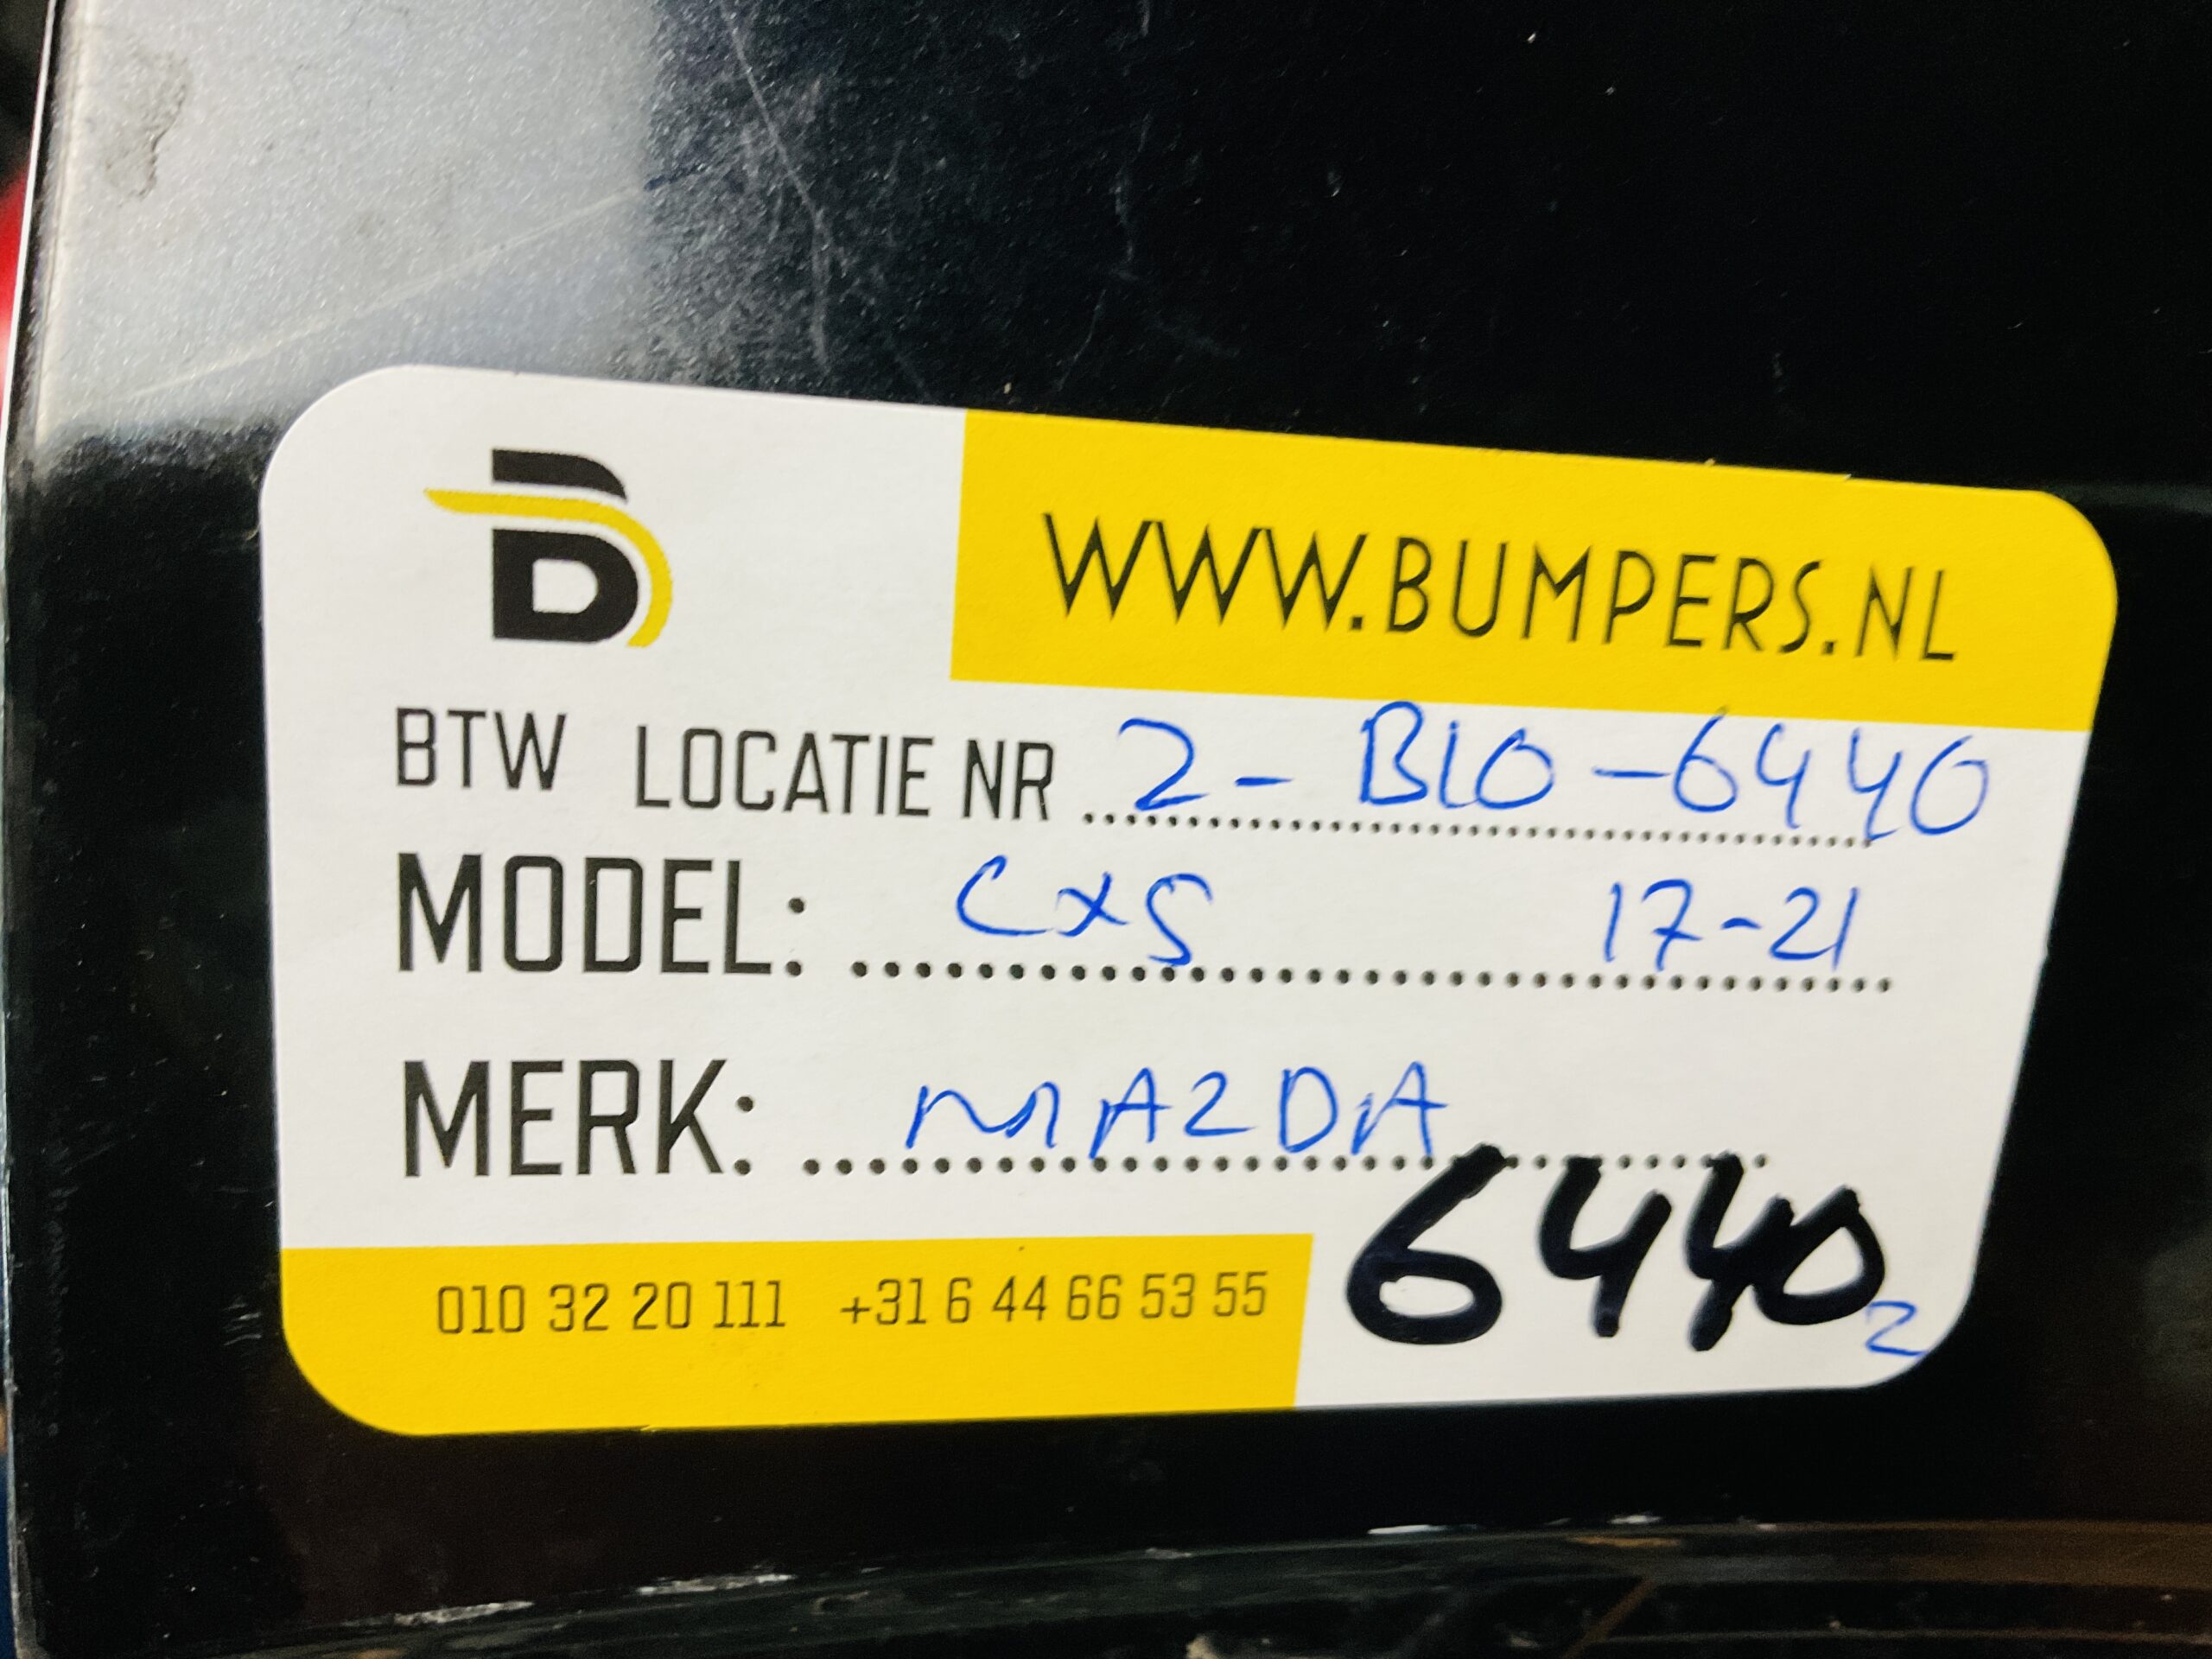 B
WWW.BUMPERS.NL
BTW LOCATIE NR 2-B10-6440
MODEL: CX5 17-21
MERK: MAZDA
010 32 20 111 +31 6 44 66 53 55
6440
2